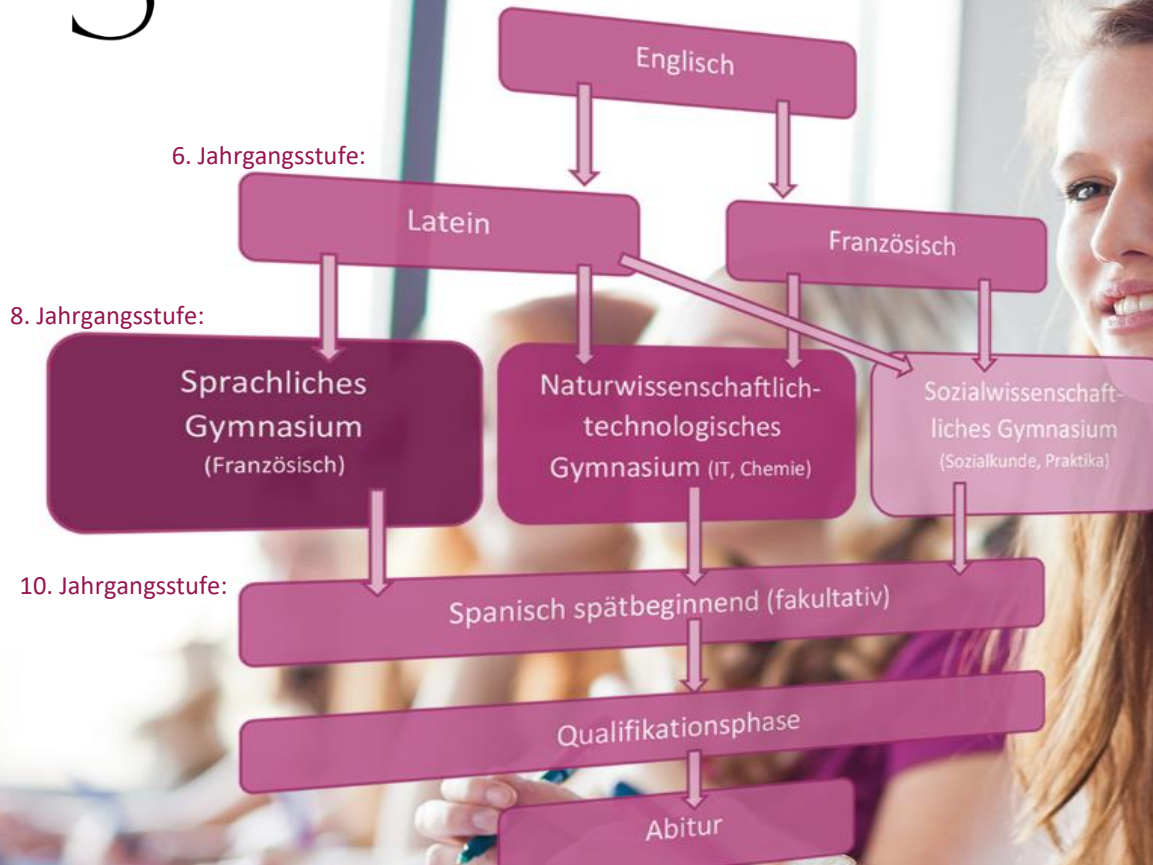 Englisch
6. Jahrgangsstufe:
Latein
Französisch
8. Jahrgangsstufe:
Sprachliches
Gymnasium
(Französisch)
Naturwissenschaftlich-
technologisches
Gymnasium (IT, Chemie)
Sozialwissenschaft-
liches Gymnasium
(Sozialkunde, Praktika)
10. Jahrgangsstufe:
Spanisch spätbeginnend (fakultativ)
Qualifikationsphase
Abitur